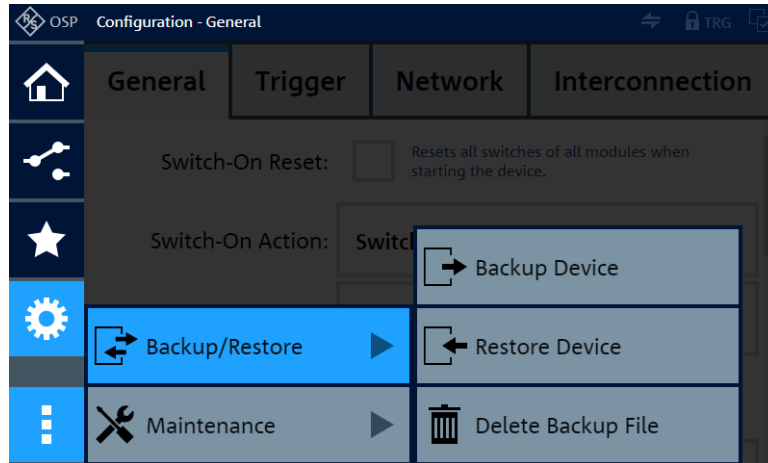 R&S OSP Configuration - General TRG
General Trigger Network Interconnection
Switch-On Reset: Resets all switches of all modules when
starting the device.
Switch-On Action: Switc
Backup Device
Backup/Restore Restore Device
Maintenance Delete Backup File